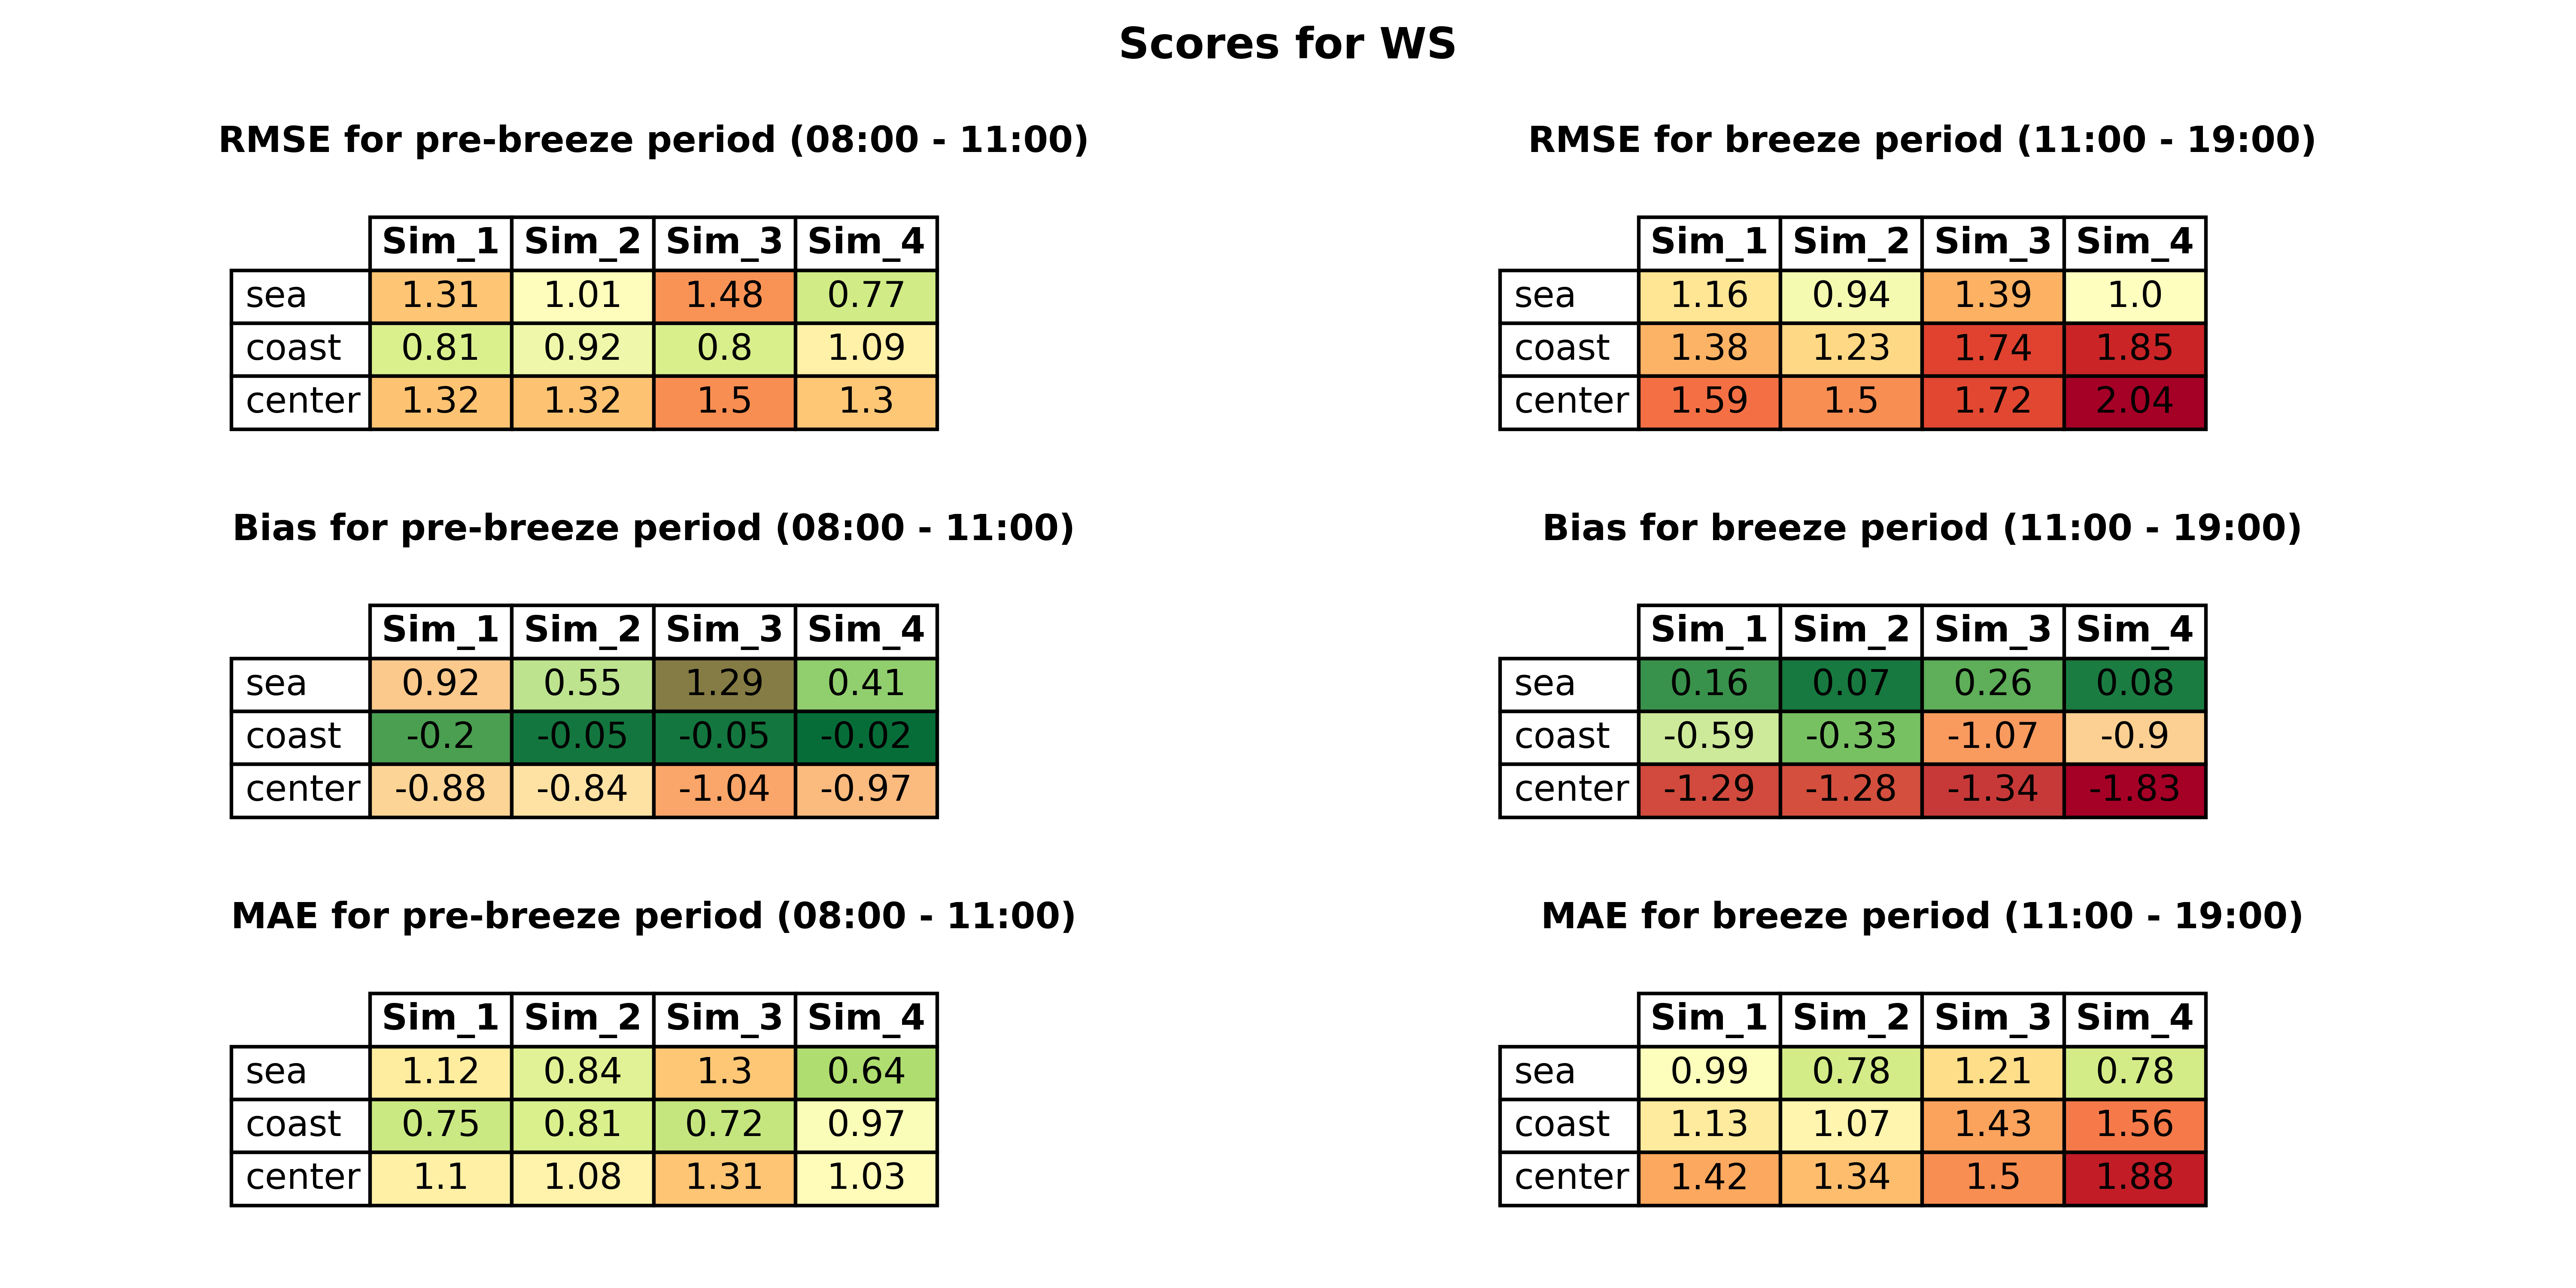 Scores for WS
RMSE for pre-breeze period (08:00 - 11:00)
Sim_1 Sim_2 Sim_3 Sim_4
sea 1.31 1.01 1.48 0.77
coast 0.81 0.92 0.8 1.09
center 1.32 1.32 1.5 1.3
RMSE for breeze period (11:00 - 19:00)
Sim_1 Sim_2 Sim_3 Sim_4
sea 1.16 0.94 1.39 1.0
coast 1.38 1.23 1.74 1.85
center 1.59 1.5 1.72 2.04
Bias for pre-breeze period (08:00 - 11:00)
Sim_1 Sim_2 Sim_3 Sim_4
sea 0.92 0.55 1.29 0.41
coast -0.2 -0.05 -0.05 -0.02
center -0.88 -0.84 -1.04 -0.97
Bias for breeze period (11:00 - 19:00)
Sim_1 Sim_2 Sim_3 Sim_4
sea 0.16 0.07 0.26 0.08
coast -0.59 -0.33 -1.07 -0.9
center -1.29 -1.28 -1.34 -1.83
MAE for pre-breeze period (08:00 - 11:00)
Sim_1 Sim_2 Sim_3 Sim_4
sea 1.12 0.84 1.3 0.64
coast 0.75 0.81 0.72 0.97
center 1.1 1.08 1.31 1.03
MAE for breeze period (11:00 - 19:00)
Sim_1 Sim_2 Sim_3 Sim_4
sea 0.99 0.78 1.21 0.78
coast 1.13 1.07 1.43 1.56
center 1.42 1.34 1.5 1.88